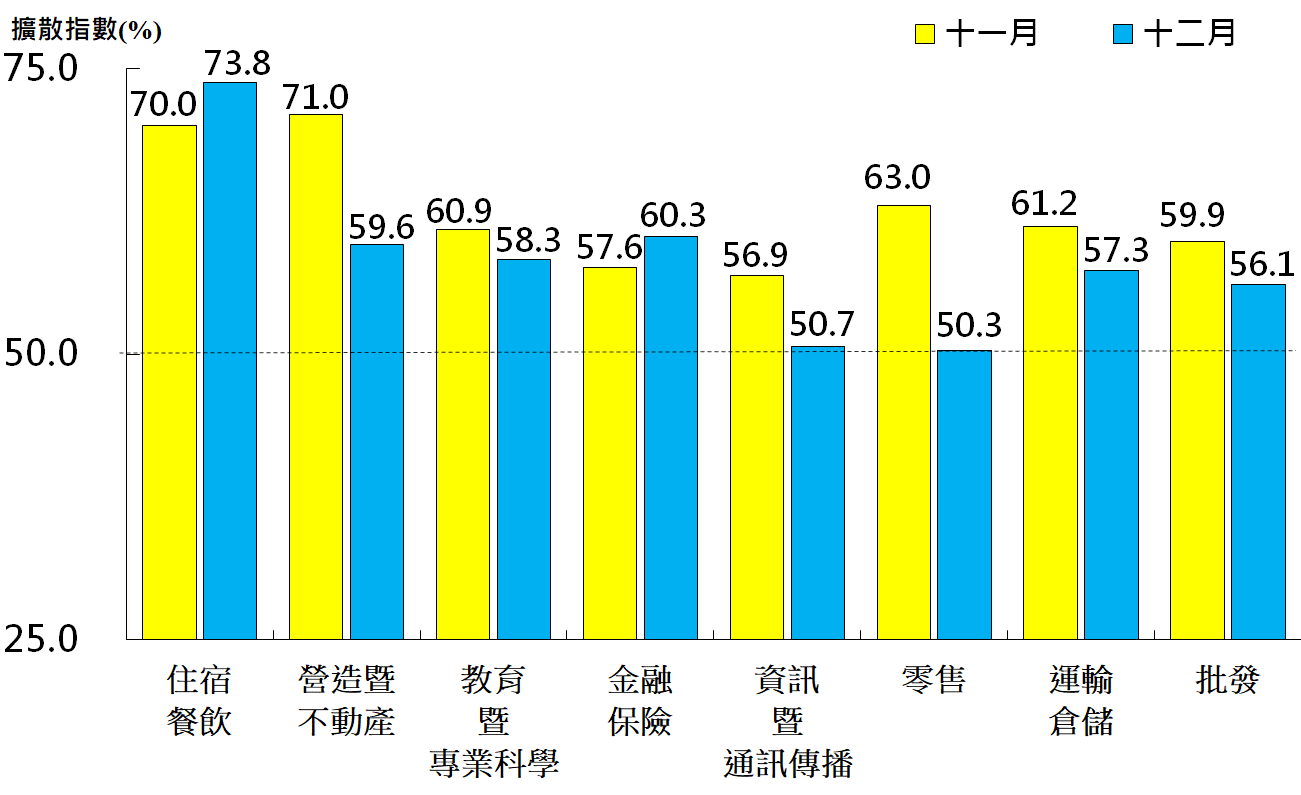 擴散指數(%)
十一月
十二月
75.0
50.0
25.0
70.0
73.8
71.0
59.6
60.9
58.3
57.6
60.3
56.9
50.7
63.0
50.3
61.2
57.3
59.9
56.1
住宿
餐飲
營造暨
不動產
教育
暨
專業科學
金融
保險
資訊
暨
通訊傳播
零售
運輸
倉儲
批發